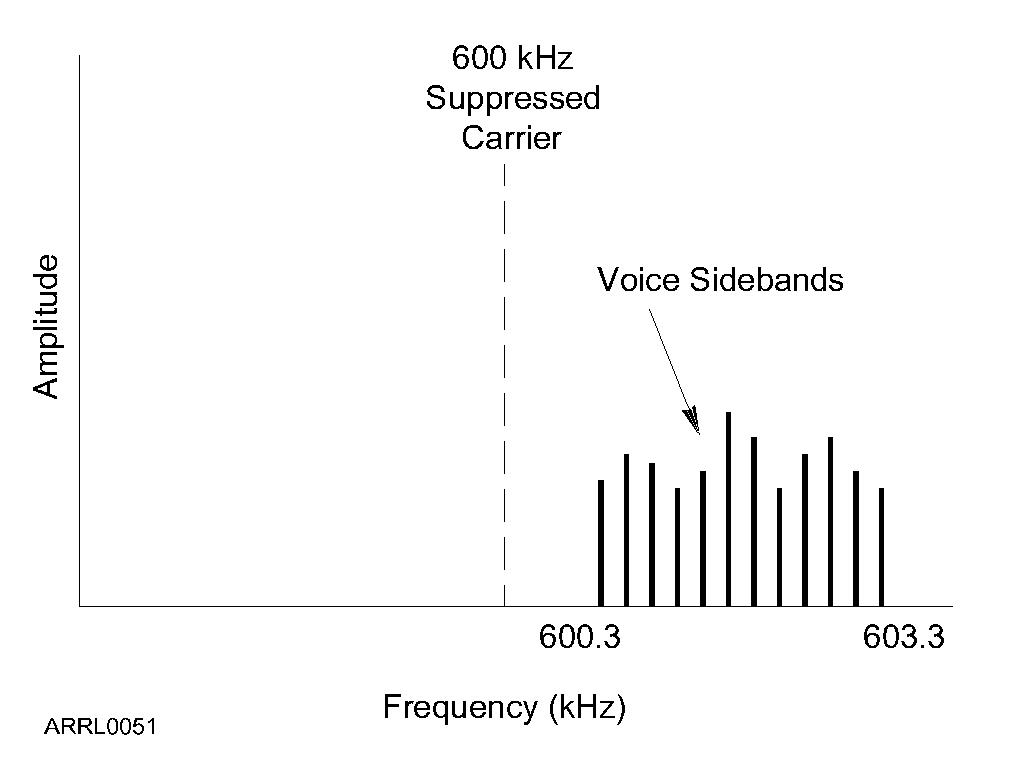 600 kHz
Suppressed
Carrier
Voice Sidebands
Amplitude
600.3
603.3
Frequency (kHz)
ARRL0051